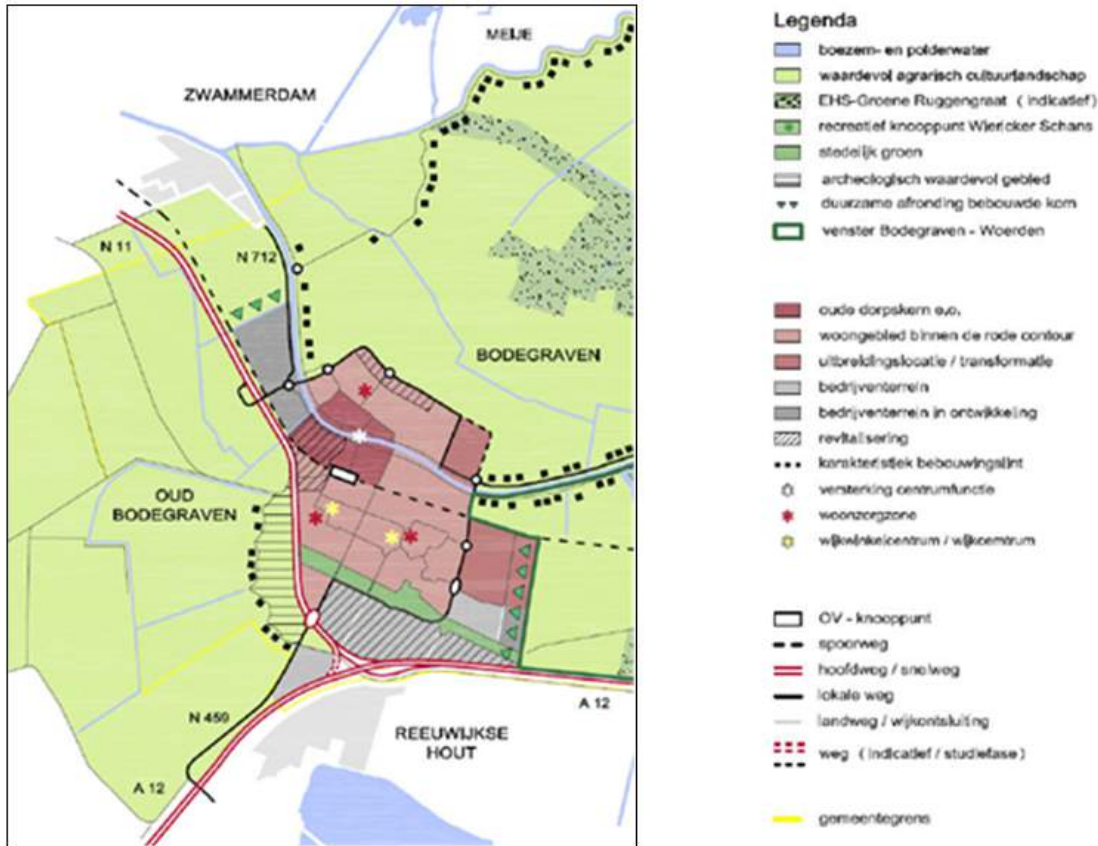 MEIJE
ZWAMMERDAM
N 11
N 712
BODEGRAVEN
OUD
BODEGRAVEN
N 459
A 12
REEUWIJKSE
HOUT
A 12
Legenda
boezem- en polderwater
waardevol agrarisch cultuurlandschap
EHS-Groene Ruggengraat ( indicatief )
recreatief knooppunt Wiericker Schans
stedelijk groen
archeologisch waardevol gebied
duurzame afronding bebouwde kom
venster Bodegraven - Woerden
oude dorpskern e.o.
woongebied binnen de rode contour
uitbreidingslocatie / transformatie
bedrijventerrein
bedrijventerrein in ontwikkeling
revitalisering
karakteristiek bebouwingslint
versterking centrumfunctie
woonzorgzone
wijkwinkelcentrum / wijkcentrum
OV - knooppunt
spoorweg
hoofdweg / snelweg
lokale weg
landweg / wijkontsluiting
weg ( indicatief / studiefase )
gemeentegrens